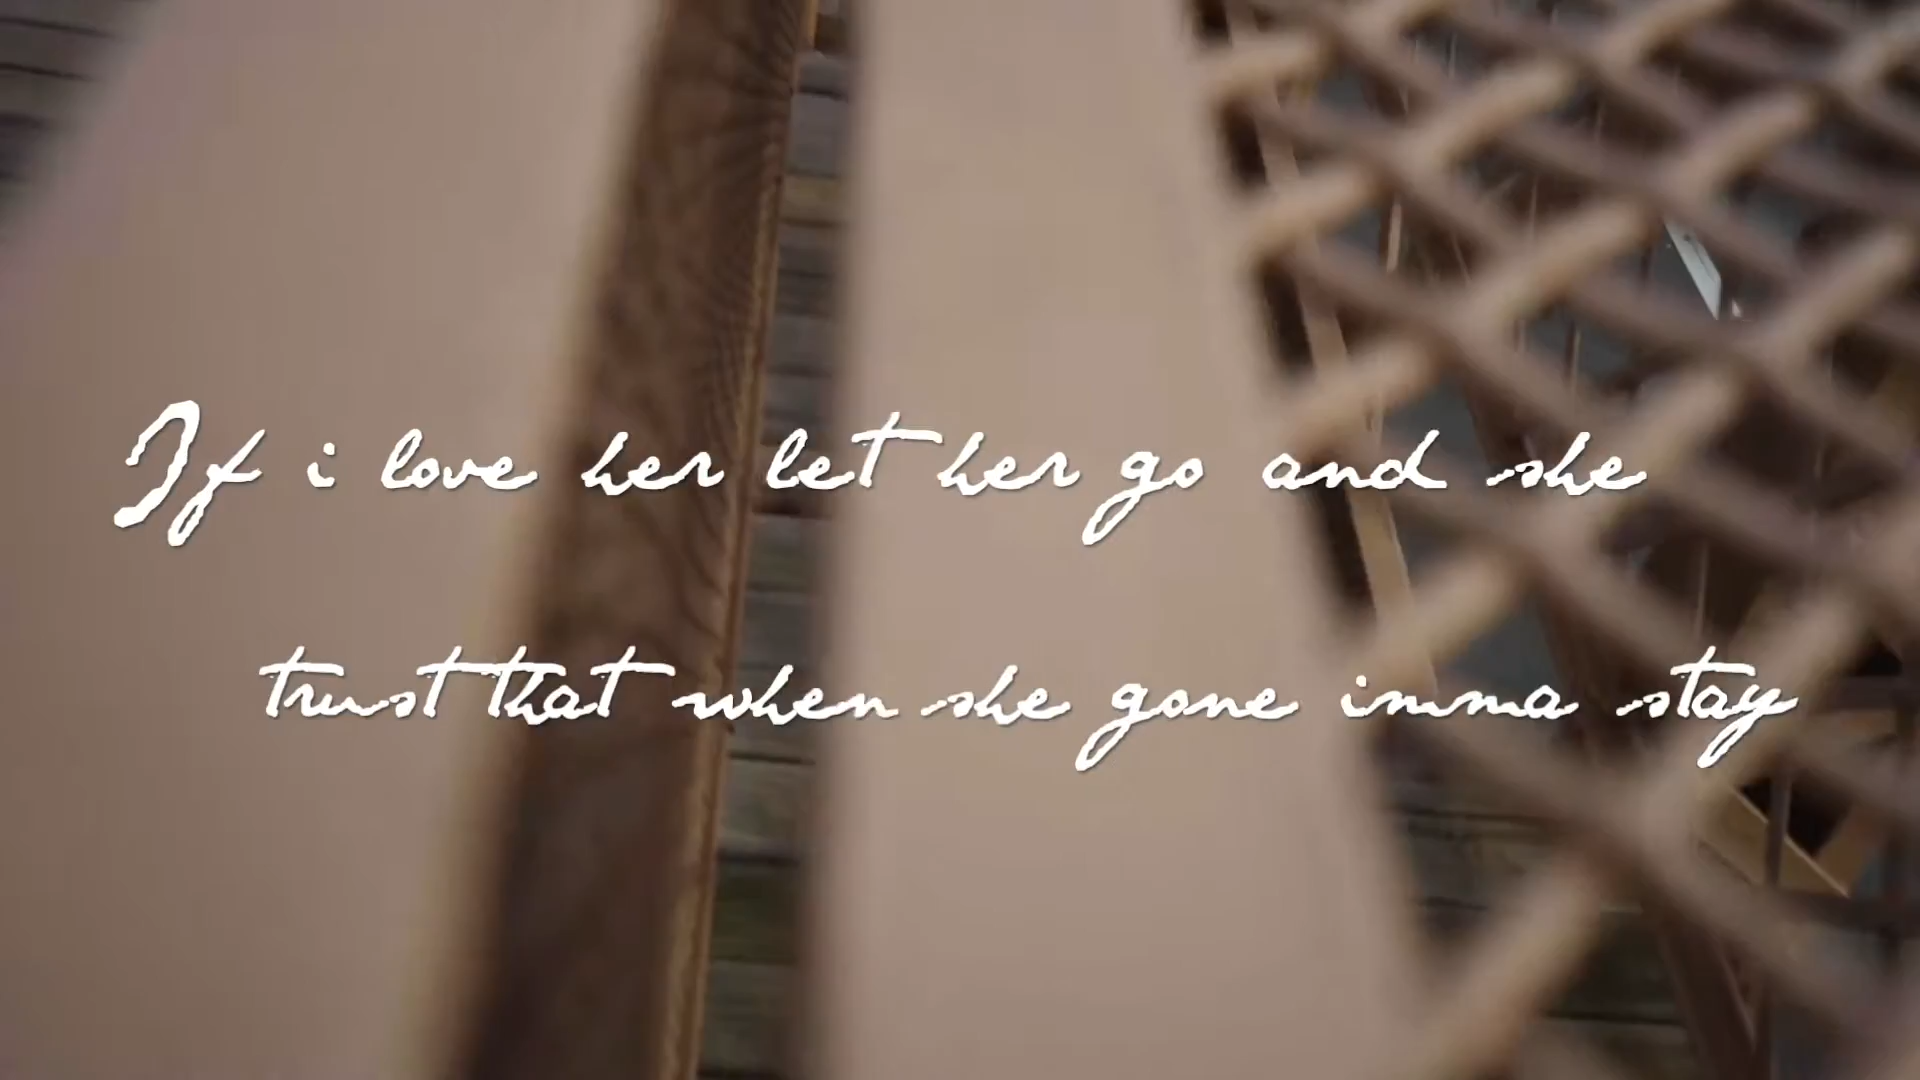 If i love her let her go and she
trust that when she gone imma stay